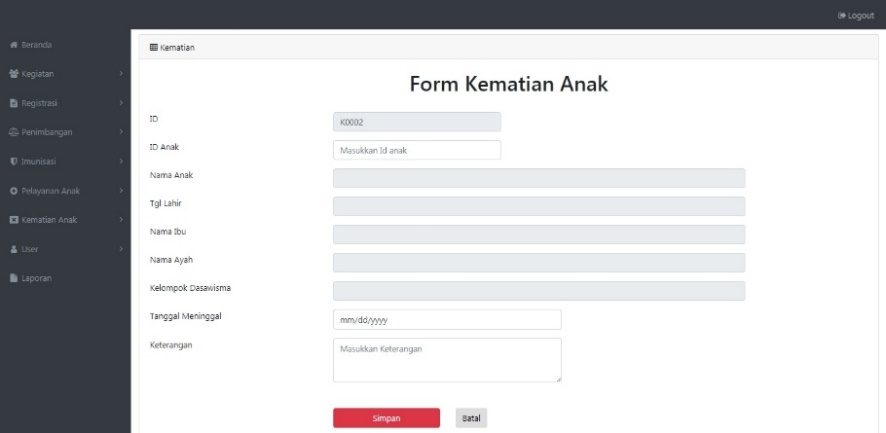 Logout
Beranda
Kegiatan
Registrasi
Penimbangan
Imunisasi
Pelayanan Anak
Kematian Anak
User
Laporan
Kematian
Form Kematian Anak
ID K0002
ID Anak Masukkan Id anak
Nama Anak
Tgl Lahir
Nama Ibu
Nama Ayah
Kelompok Dasawisma
Tanggal Meninggal mm/dd/yyyy
Keterangan Masukkan Keterangan
Simpan Batal